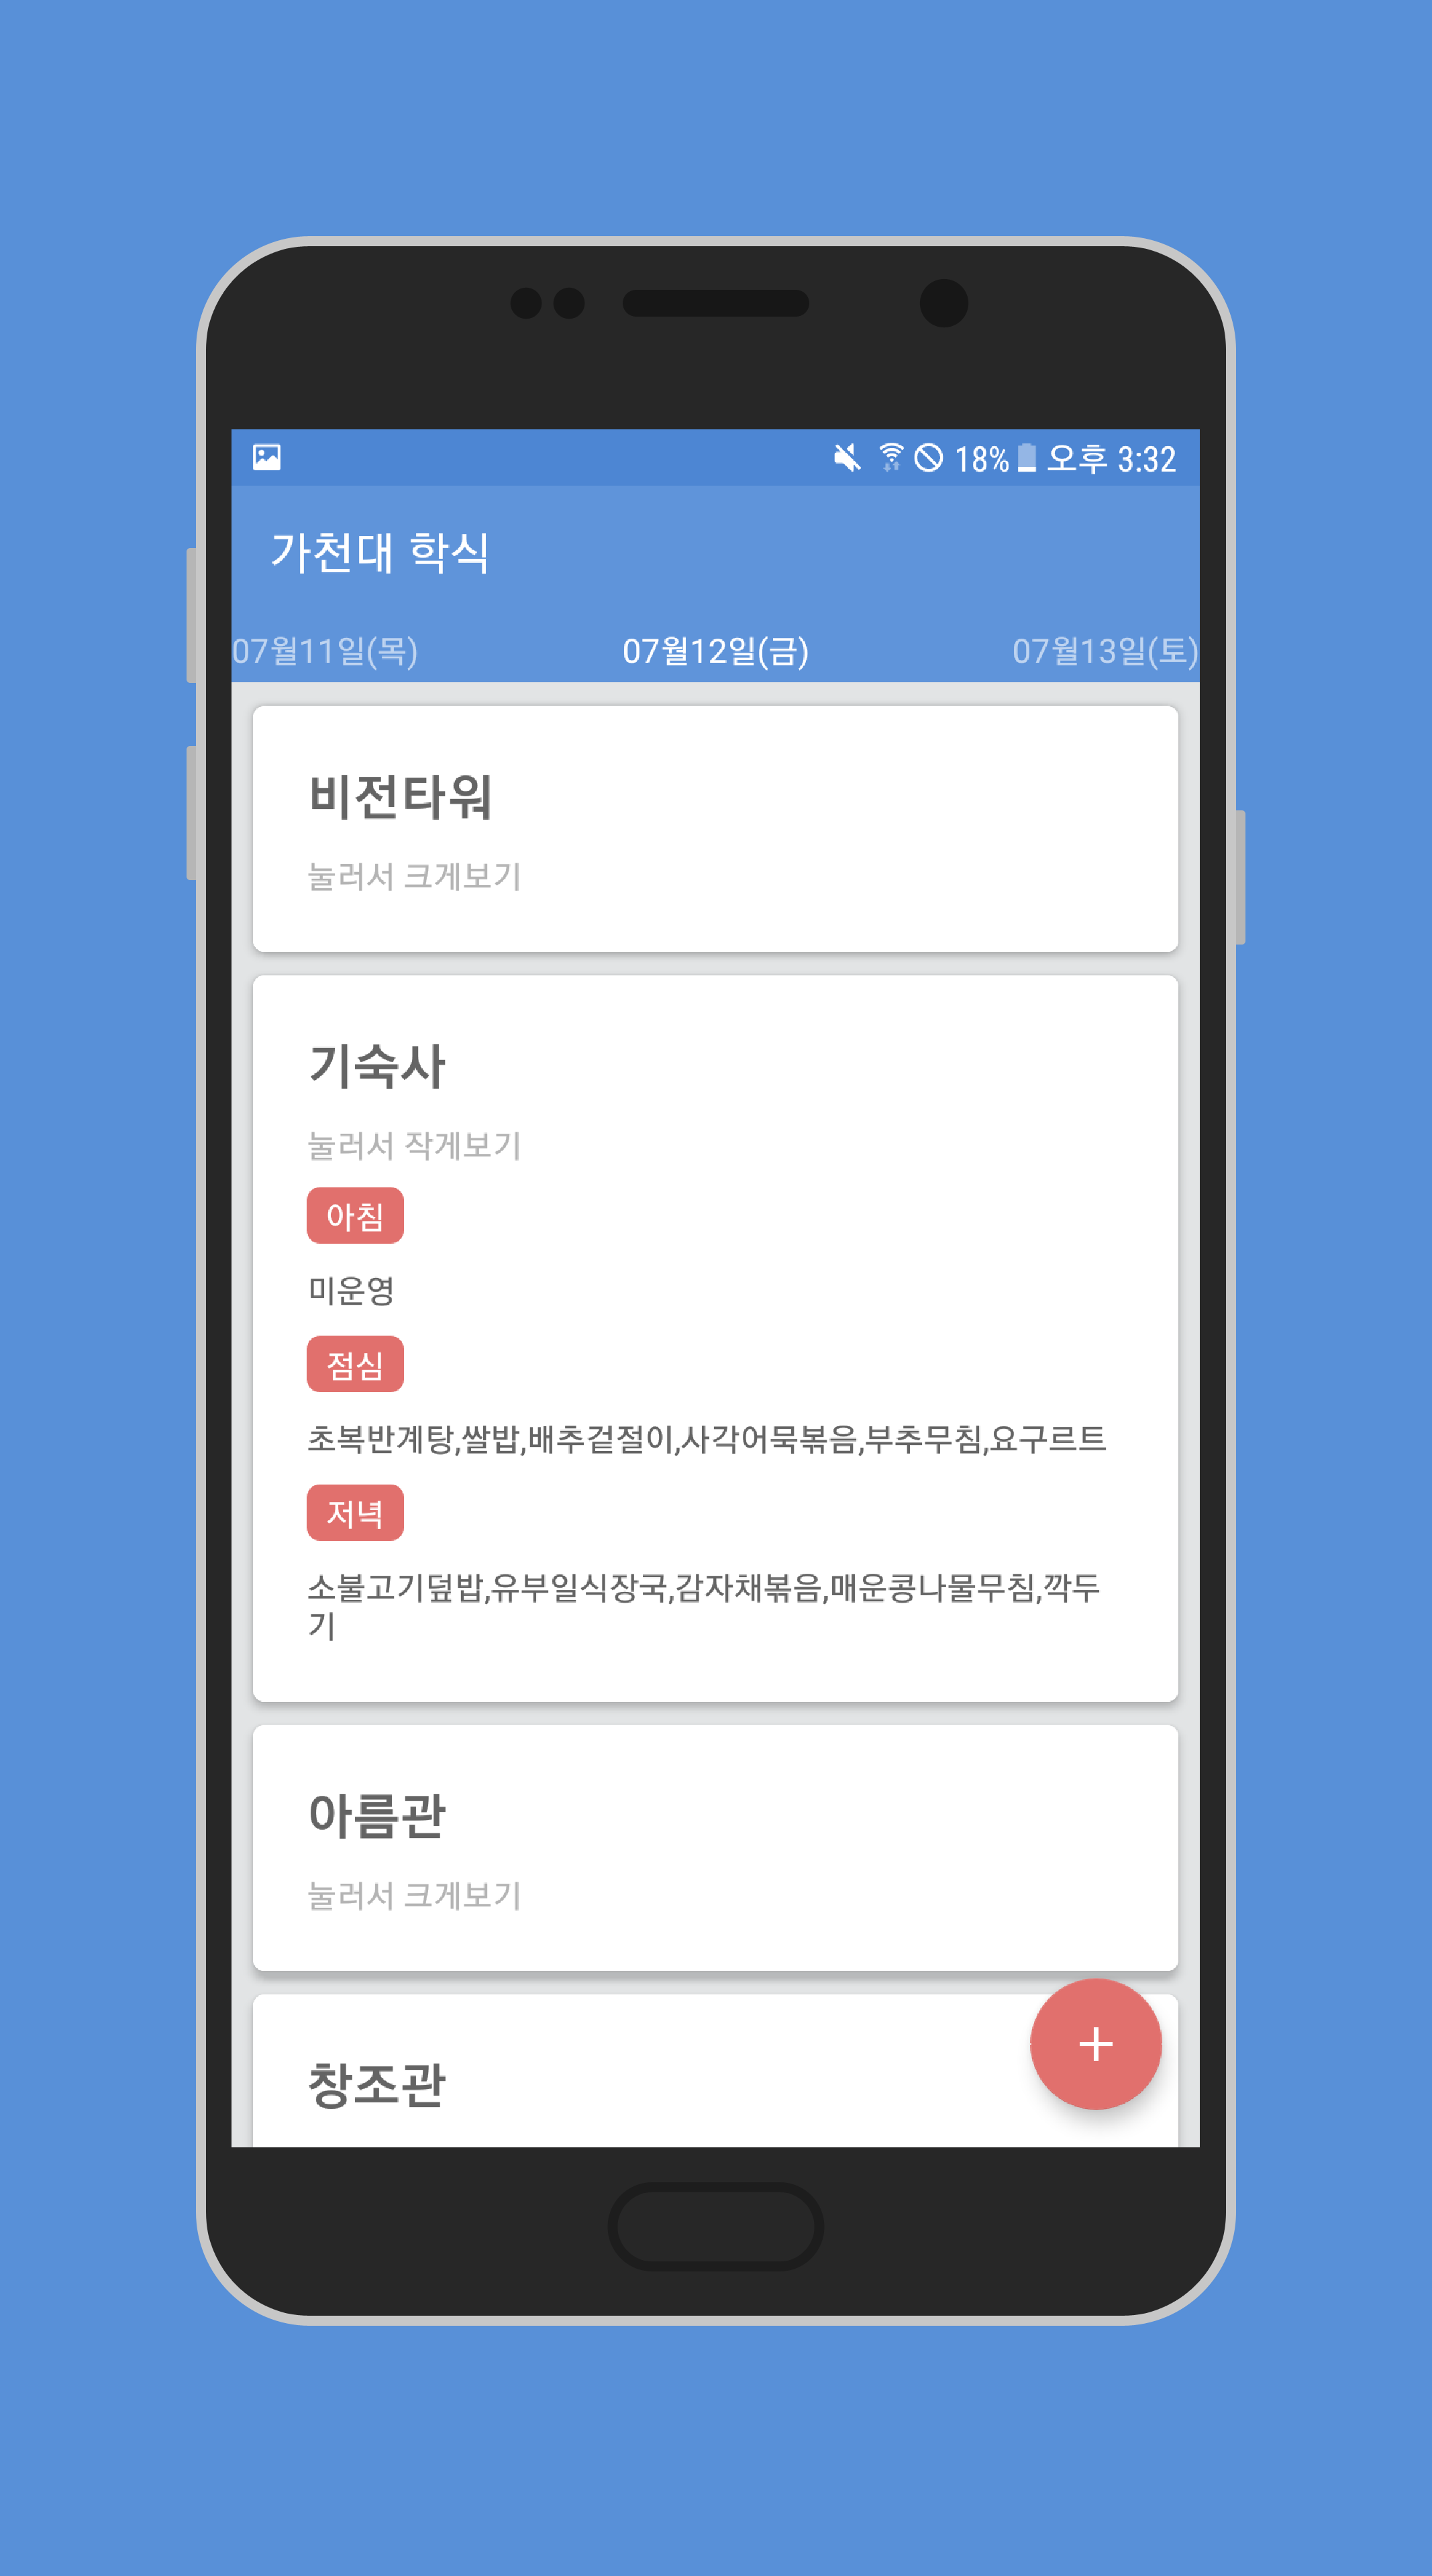 18% 오후 3:32
가천대 학식
07월11일(목) 07월12일(금) 07월13일(토)
비전타워
눌러서 크게보기
기숙사
눌러서 작게보기
아침
미운영
점심
초복반계탕,쌀밥,배추겉절이,사각어묵볶음,부추무침,요구르트
저녁
소불고기덮밥,유부일식장국,감자채볶음,매운콩나물무침,깍두
기
아름관
눌러서 크게보기
창조관
+